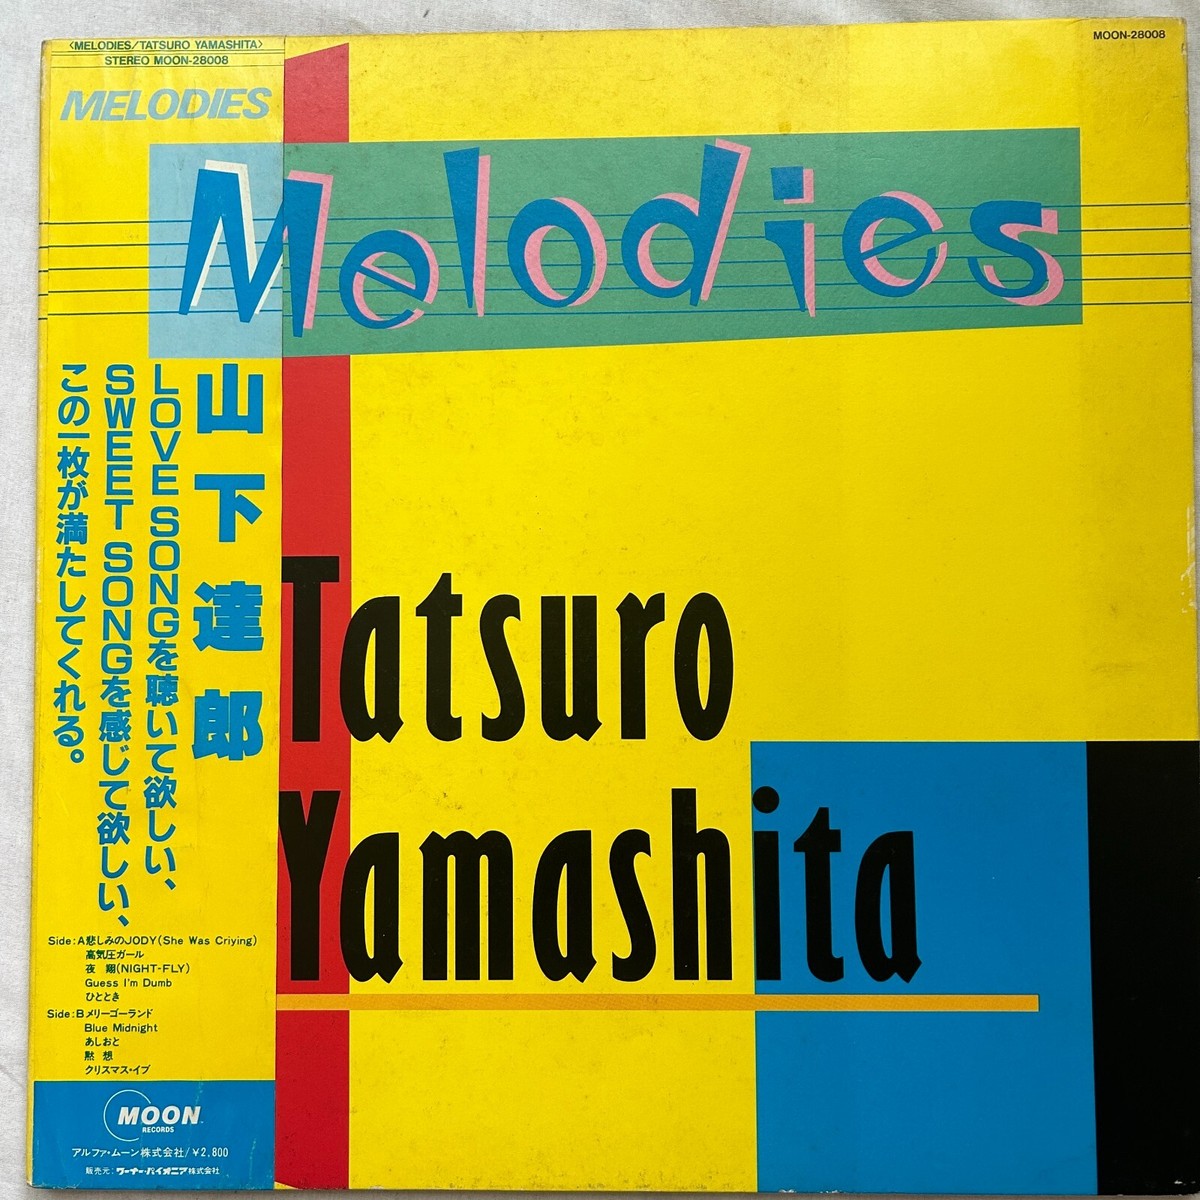 〈MELODIES/TATSURO YAMASHITA〉
STEREO MOON-28008
MELODIES
MOON-28008
Melodies
山下達郎
LOVE SONGを聴いて欲しい、
SWEET SONGを感じて欲しい、
この一枚が満たしてくれる。
Tatsuro
Yamashita
Side:A悲しみのJODY(She Was Criying)
高気圧ガール
夜 翔(NIGHT-FLY)
Guess I'm Dumb
ひととき
Side:Bメリー・ゴーランド
Blue Midnight
あしおと
黙 想
クリスマス・イブ
MOON
RECORDS
アルファ・ムーン株式会社/¥2,800
販売元:ワーナー・パイオニア株式会社